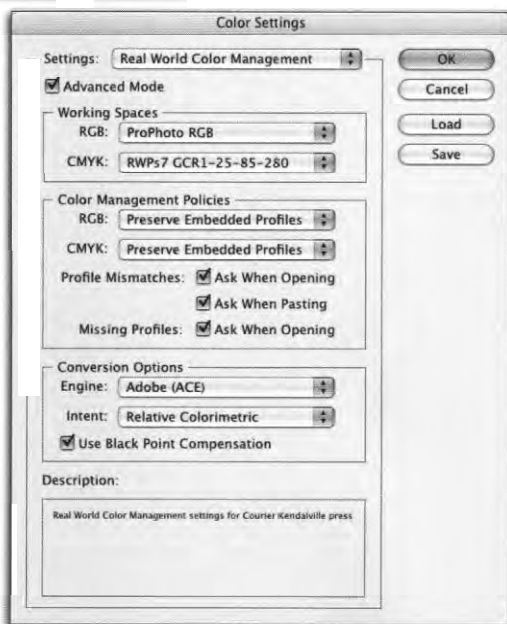 Color Settings
Settings: Real World Color Management
OK
Advanced Mode
Cancel
Working Spaces
RGB: ProPhoto RGB
Load
CMYK: RWPs7 GCR1-25-85-280
Save
Color Management Policies
RGB: Preserve Embedded Profiles
CMYK: Preserve Embedded Profiles
Profile Mismatches: Ask When Opening
Ask When Pasting
Missing Profiles: Ask When Opening
Conversion Options
Engine: Adobe (ACE)
Intent: Relative Colorimetric
Use Black Point Compensation
Description:
Real World Color Management settings for Courier Kendalville press